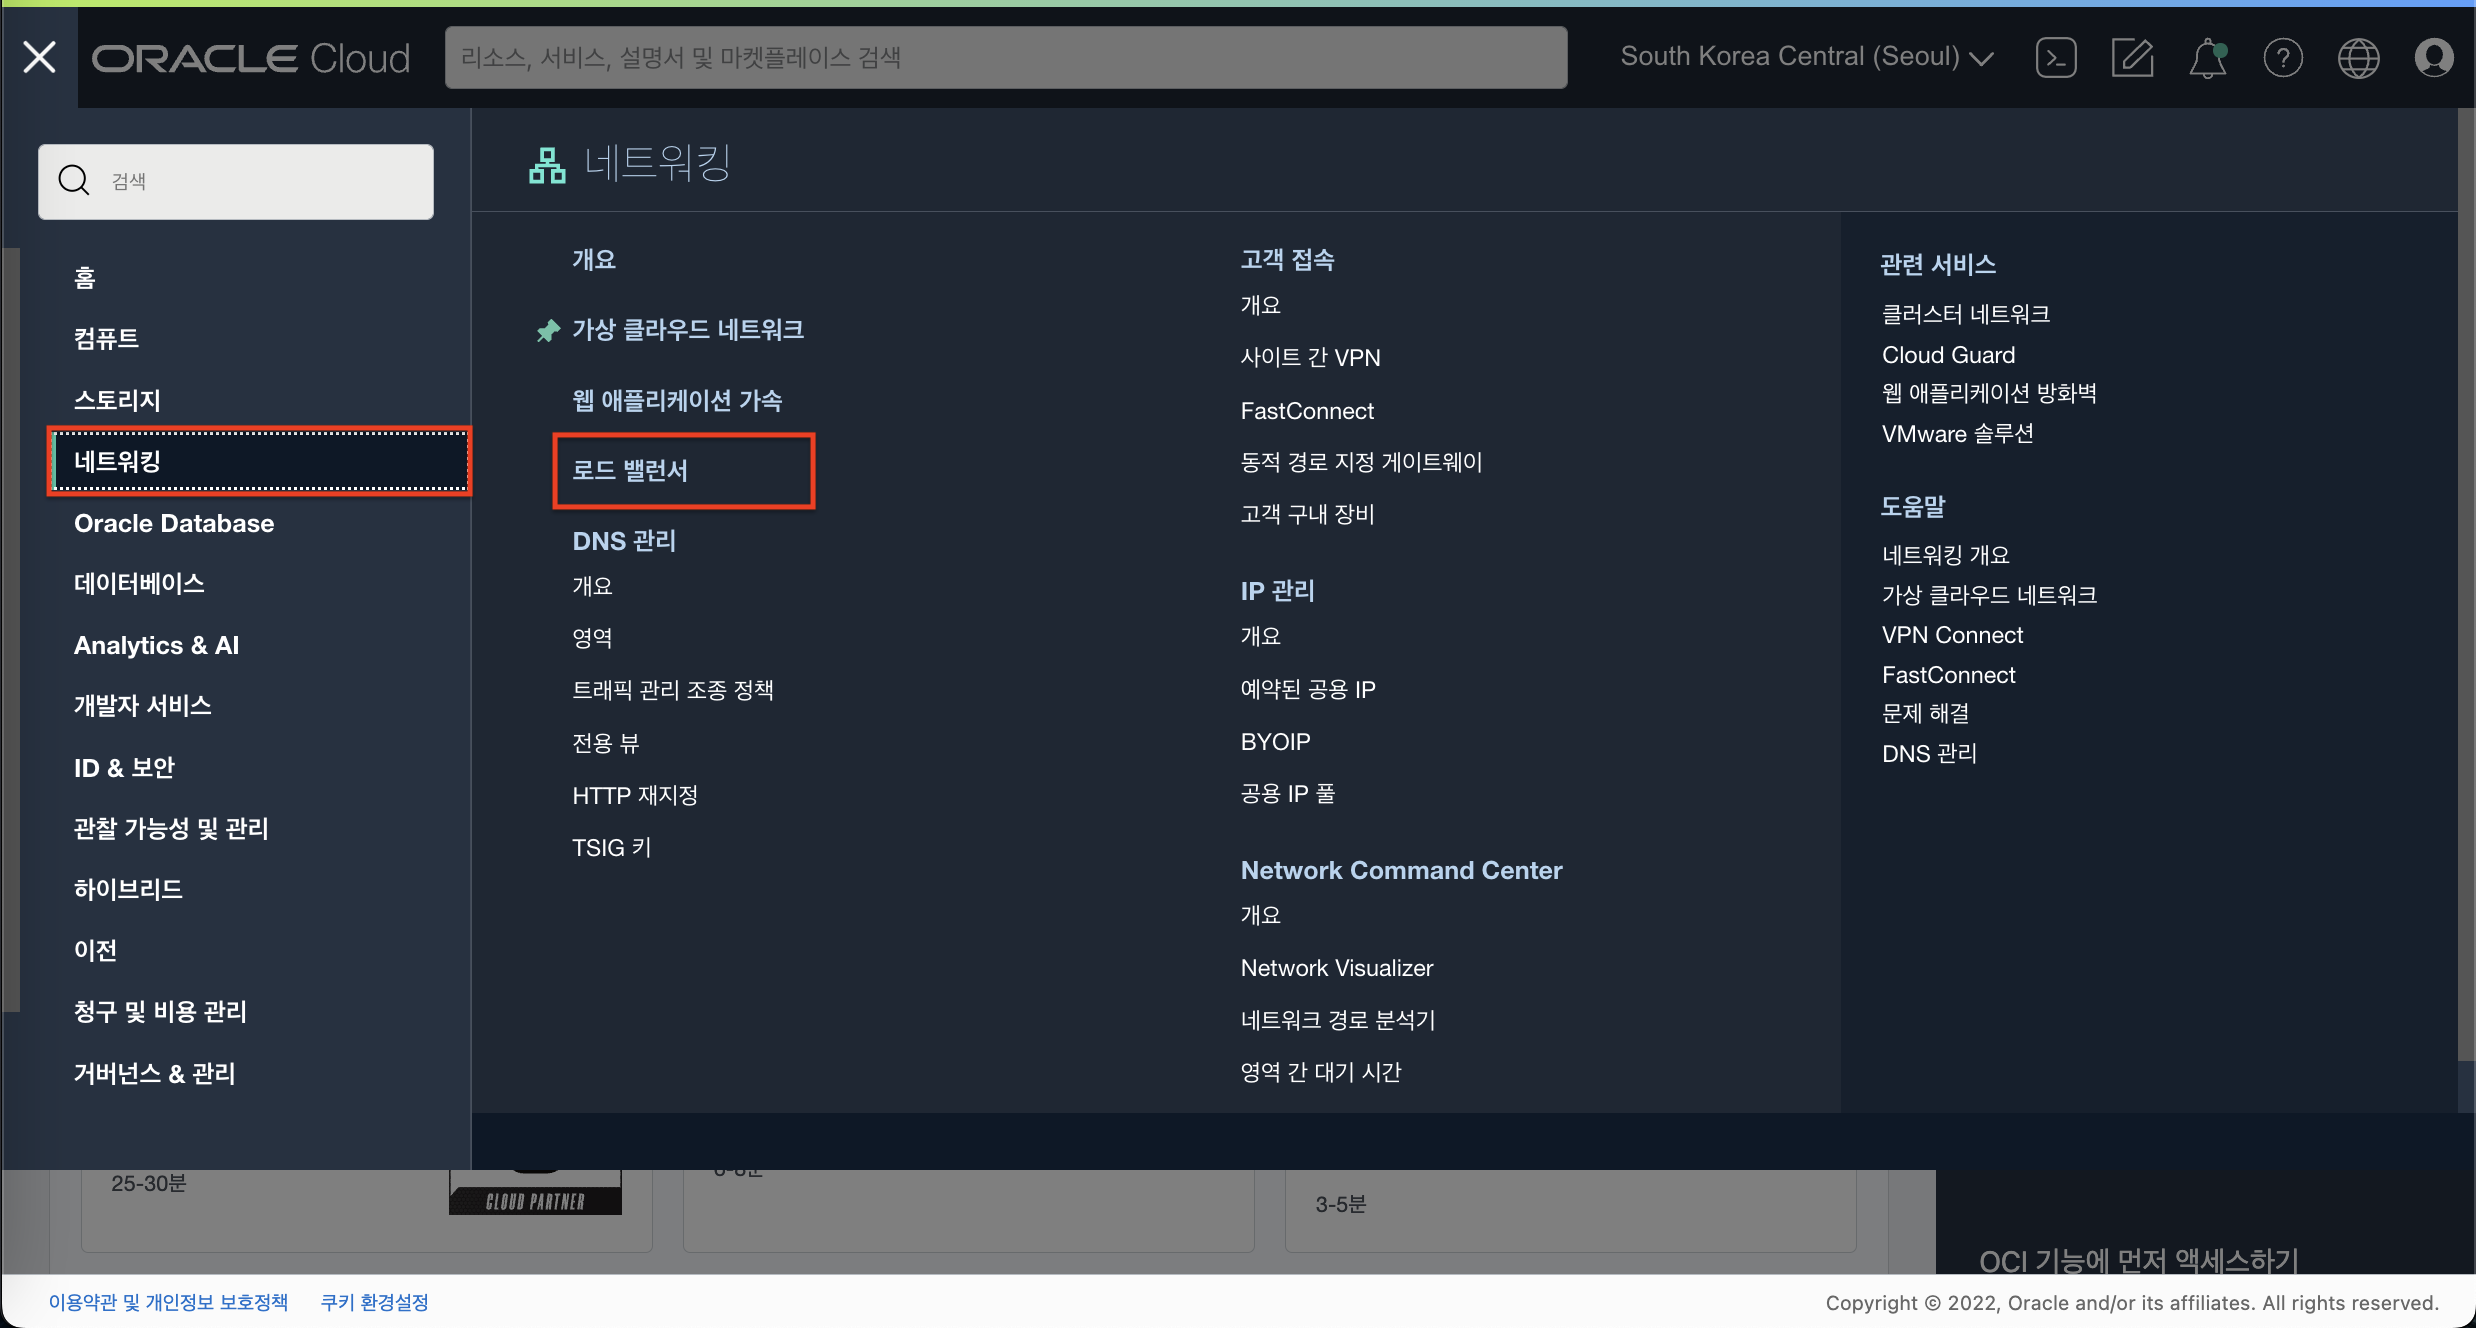 ORACLE Cloud
리소스, 서비스, 설명서 및 마켓플레이스 검색
South Korea Central (Seoul)
검색
홈
컴퓨트
스토리지
네트워킹
Oracle Database
데이터베이스
Analytics & AI
개발자 서비스
ID & 보안
관찰 가능성 및 관리
하이브리드
이전
청구 및 비용 관리
거버넌스 & 관리
네트워킹
개요
가상 클라우드 네트워크
웹 애플리케이션 가속
로드 밸런서
DNS 관리
개요
영역
트래픽 관리 조종 정책
전용 뷰
HTTP 재지정
TSIG 키
고객 접속
개요
사이트 간 VPN
FastConnect
동적 경로 지정 게이트웨이
고객 구내 장비
IP 관리
개요
예약된 공용 IP
BYOIP
공용 IP 풀
Network Command Center
개요
Network Visualizer
네트워크 경로 분석기
영역 간 대기 시간
관련 서비스
클러스터 네트워크
Cloud Guard
웹 애플리케이션 방화벽
VMware 솔루션
도움말
네트워킹 개요
가상 클라우드 네트워크
VPN Connect
FastConnect
문제 해결
DNS 관리
25-30분
CLOUD PARTNER
3-5분
OCI 기능에 먼저 액세스하기
이용약관 및 개인정보 보호정책
쿠키 환경설정
Copyright © 2022, Oracle and/or its affiliates. All rights reserved.